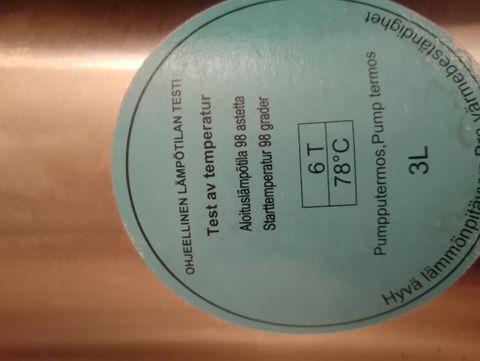 OHJEELLINEN LÄMPÖTILAN TESTI
Test av temperatur
Aloituslämpötila 98 astetta
Starttemperatur 98 grader
6 T
78°C
Pumpputermos,Pump termos
3L
Hyvä lämmönpitävyys
värmebeständighet